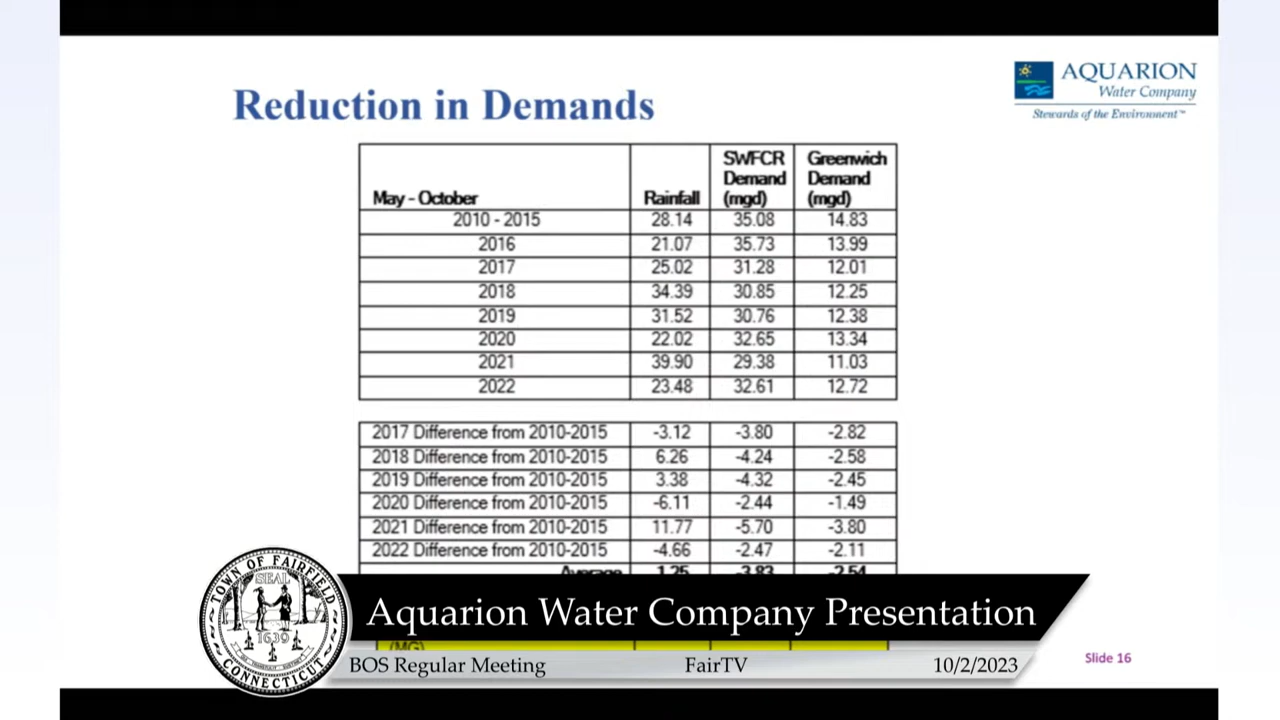 AQUARION
Water Company
Stewards of the Environment™
Reduction in Demands
May - October Rainfall SWFCR Demand (mgd) Greenwich Demand (mgd)
2010 - 2015 28.14 35.08 14.83
2016 21.07 35.73 13.99
2017 25.02 31.28 12.01
2018 34.39 30.85 12.25
2019 31.52 30.76 12.38
2020 22.02 32.65 13.34
2021 39.90 29.38 11.03
2022 23.48 32.61 12.72
2017 Difference from 2010-2015 -3.12 -3.80 -2.82
2018 Difference from 2010-2015 6.26 -4.24 -2.58
2019 Difference from 2010-2015 3.38 -4.32 -2.45
2020 Difference from 2010-2015 -6.11 -2.44 -1.49
2021 Difference from 2010-2015 11.77 -5.70 -3.80
2022 Difference from 2010-2015 -4.66 -2.47 -2.11
Average 1.25 -3.83 -2.54
(MG)
TOWN OF FAIRFIELD
SEAL
1639
CONNECTICUT
Aquarion Water Company Presentation
BOS Regular Meeting FairTV 10/2/2023
Slide 16